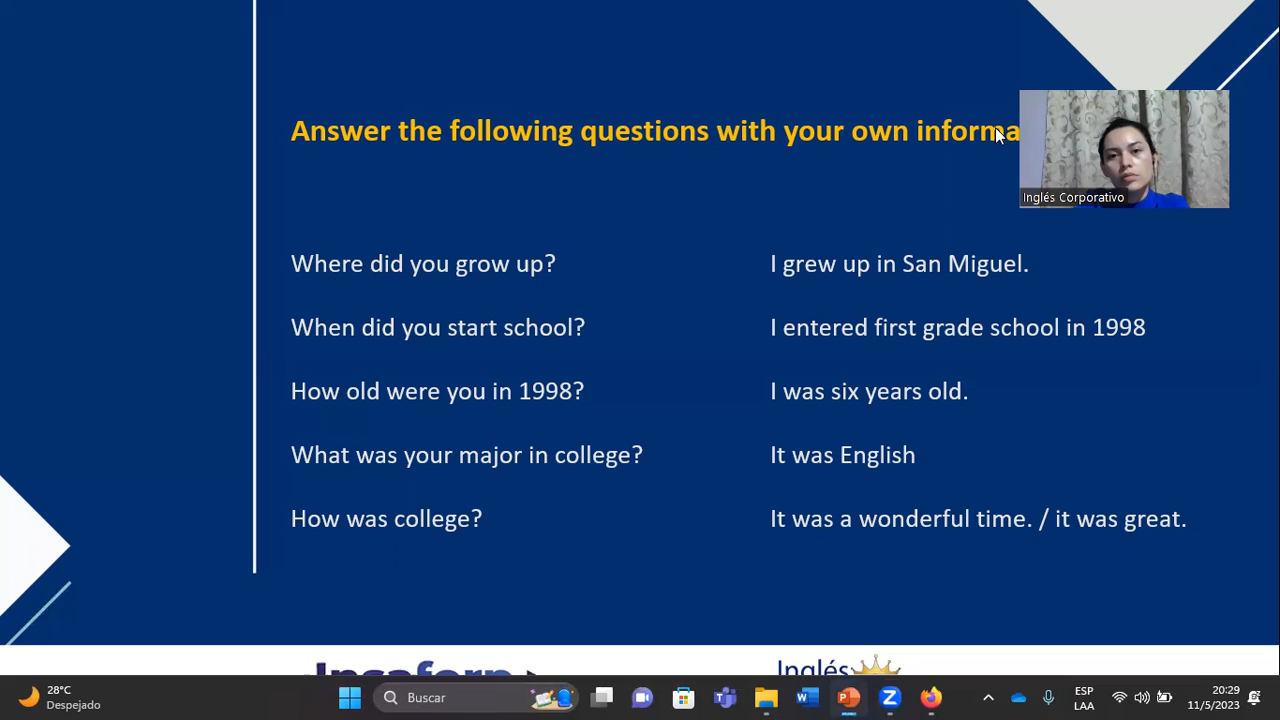 Answer the following questions with your own informa
Inglés Corporativo
Where did you grow up? I grew up in San Miguel.
When did you start school? I entered first grade school in 1998
How old were you in 1998? I was six years old.
What was your major in college? It was English
How was college? It was a wonderful time. / it was great.
Insaforp
Inglés
28°C
Despejado
Buscar
ESP
LAA
20:29
11/5/2023